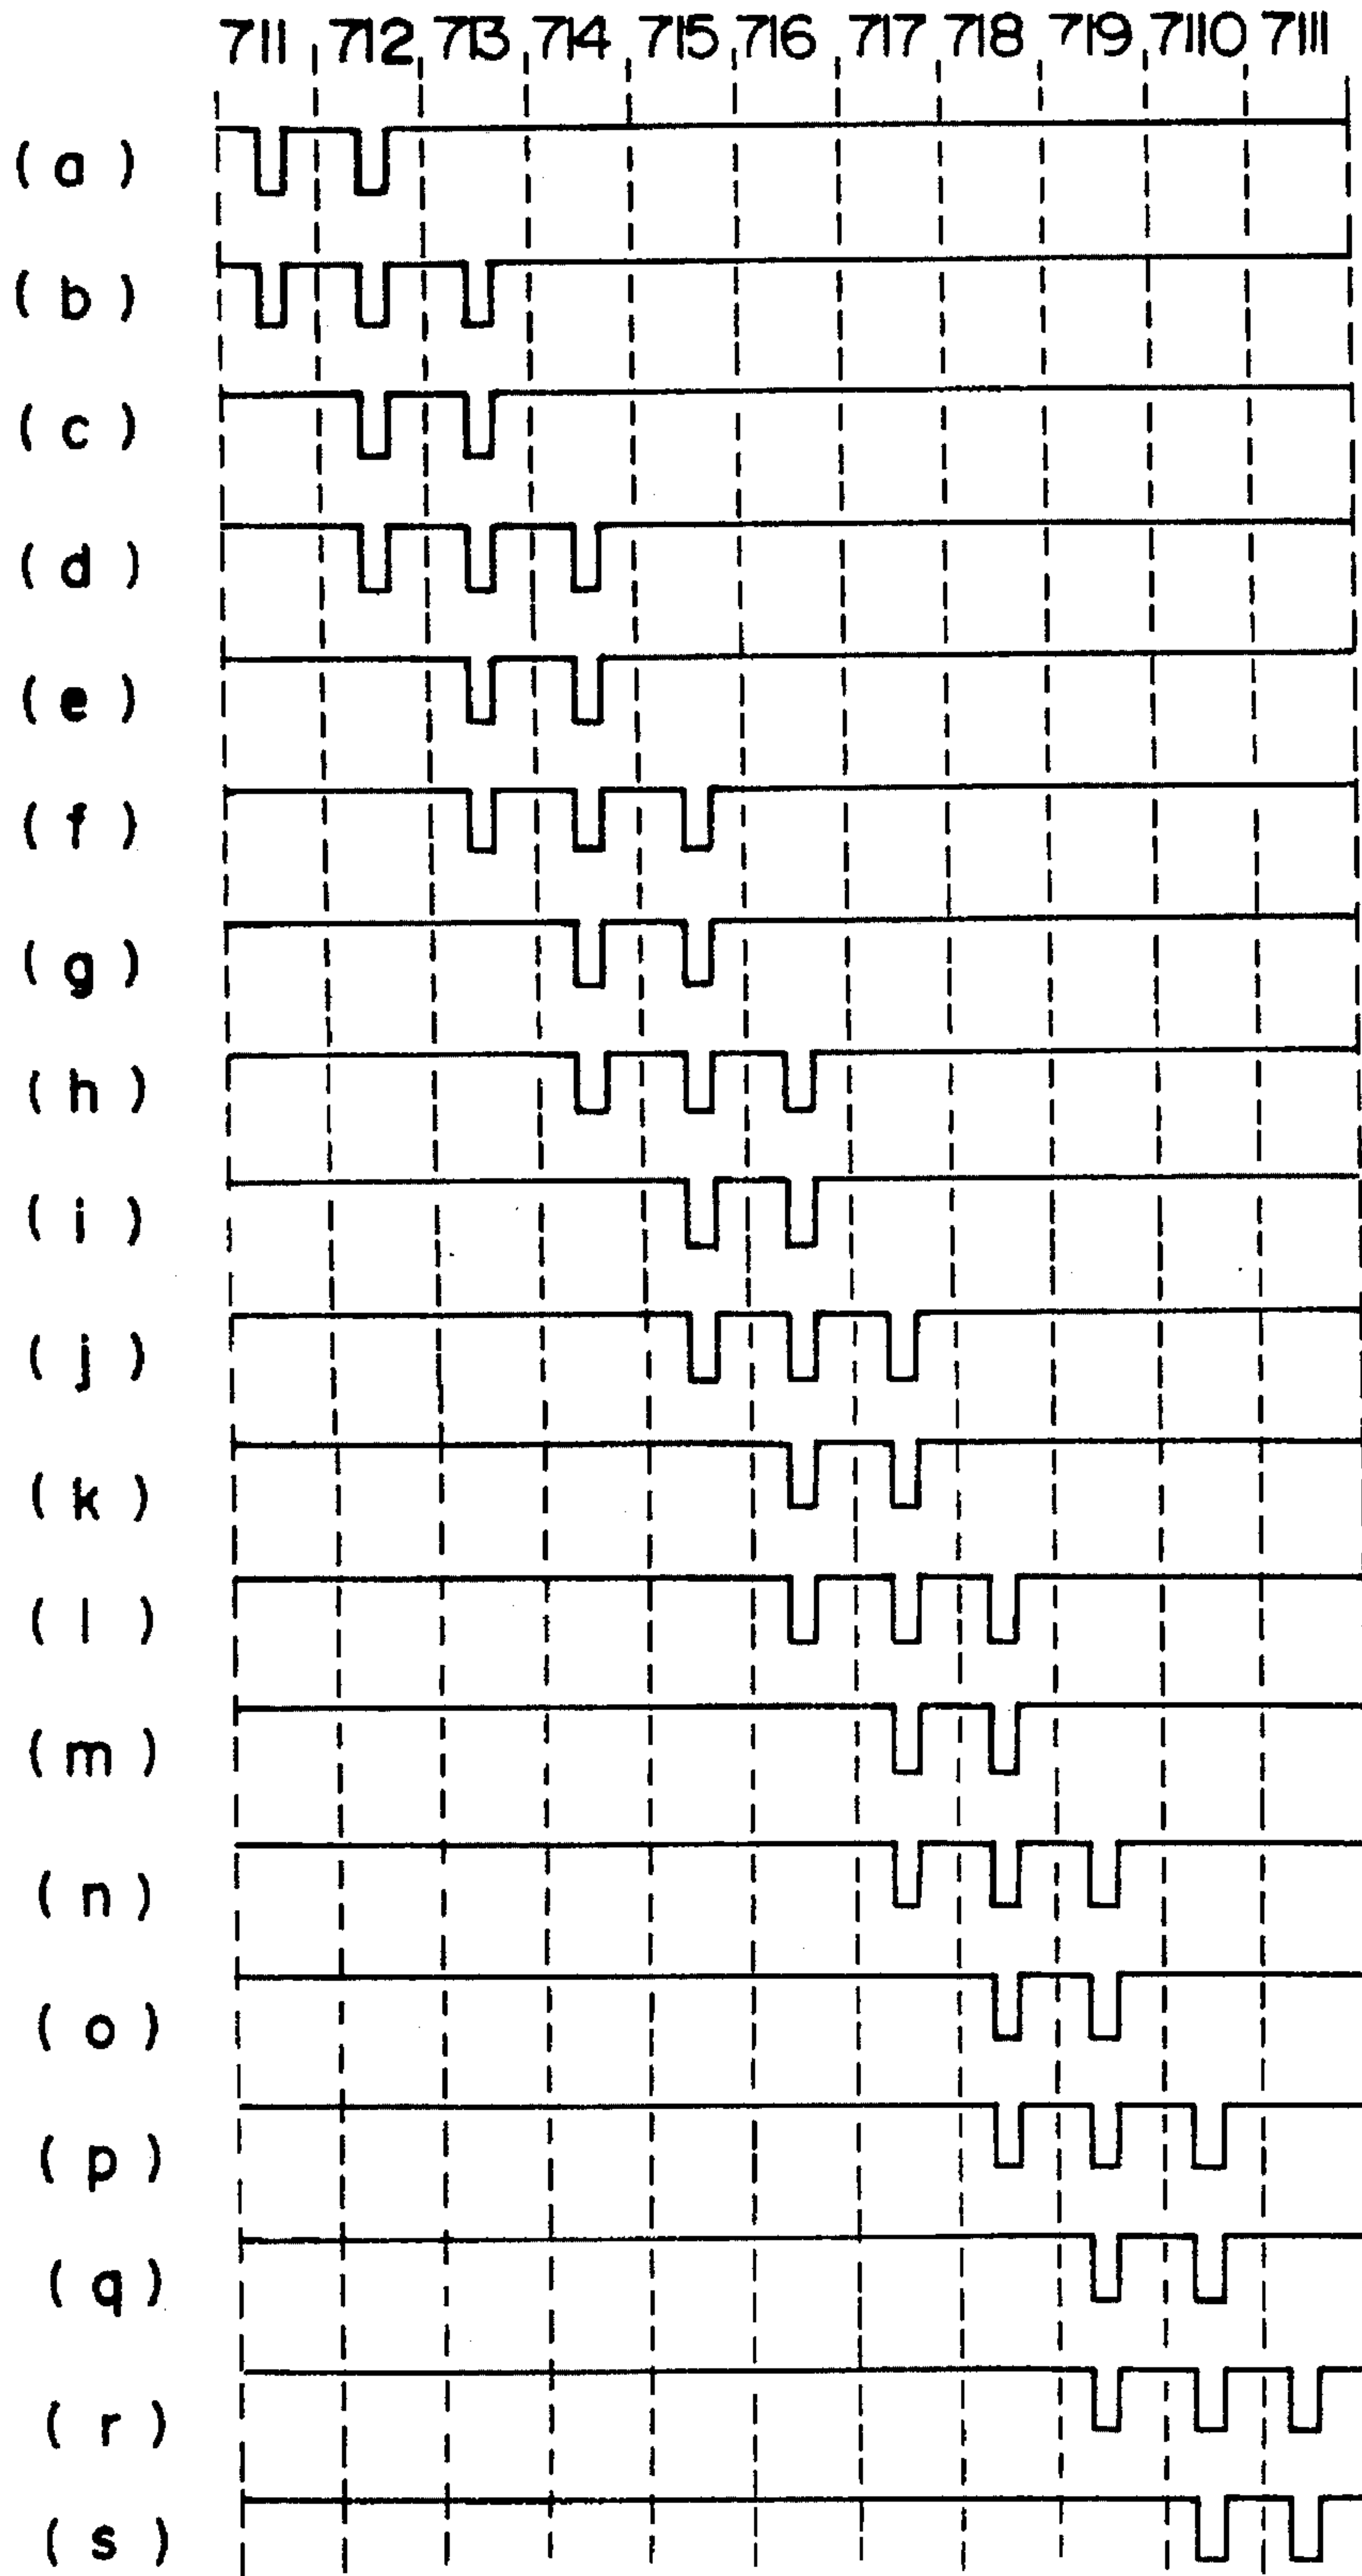 711 712 713 714 715 716 717 718 719 7110 7111
( a )
( b )
( c )
( d )
( e )
( f )
( g )
( h )
( i )
( j )
( k )
( l )
( m )
( n )
( o )
( p )
( q )
( r )
( s )